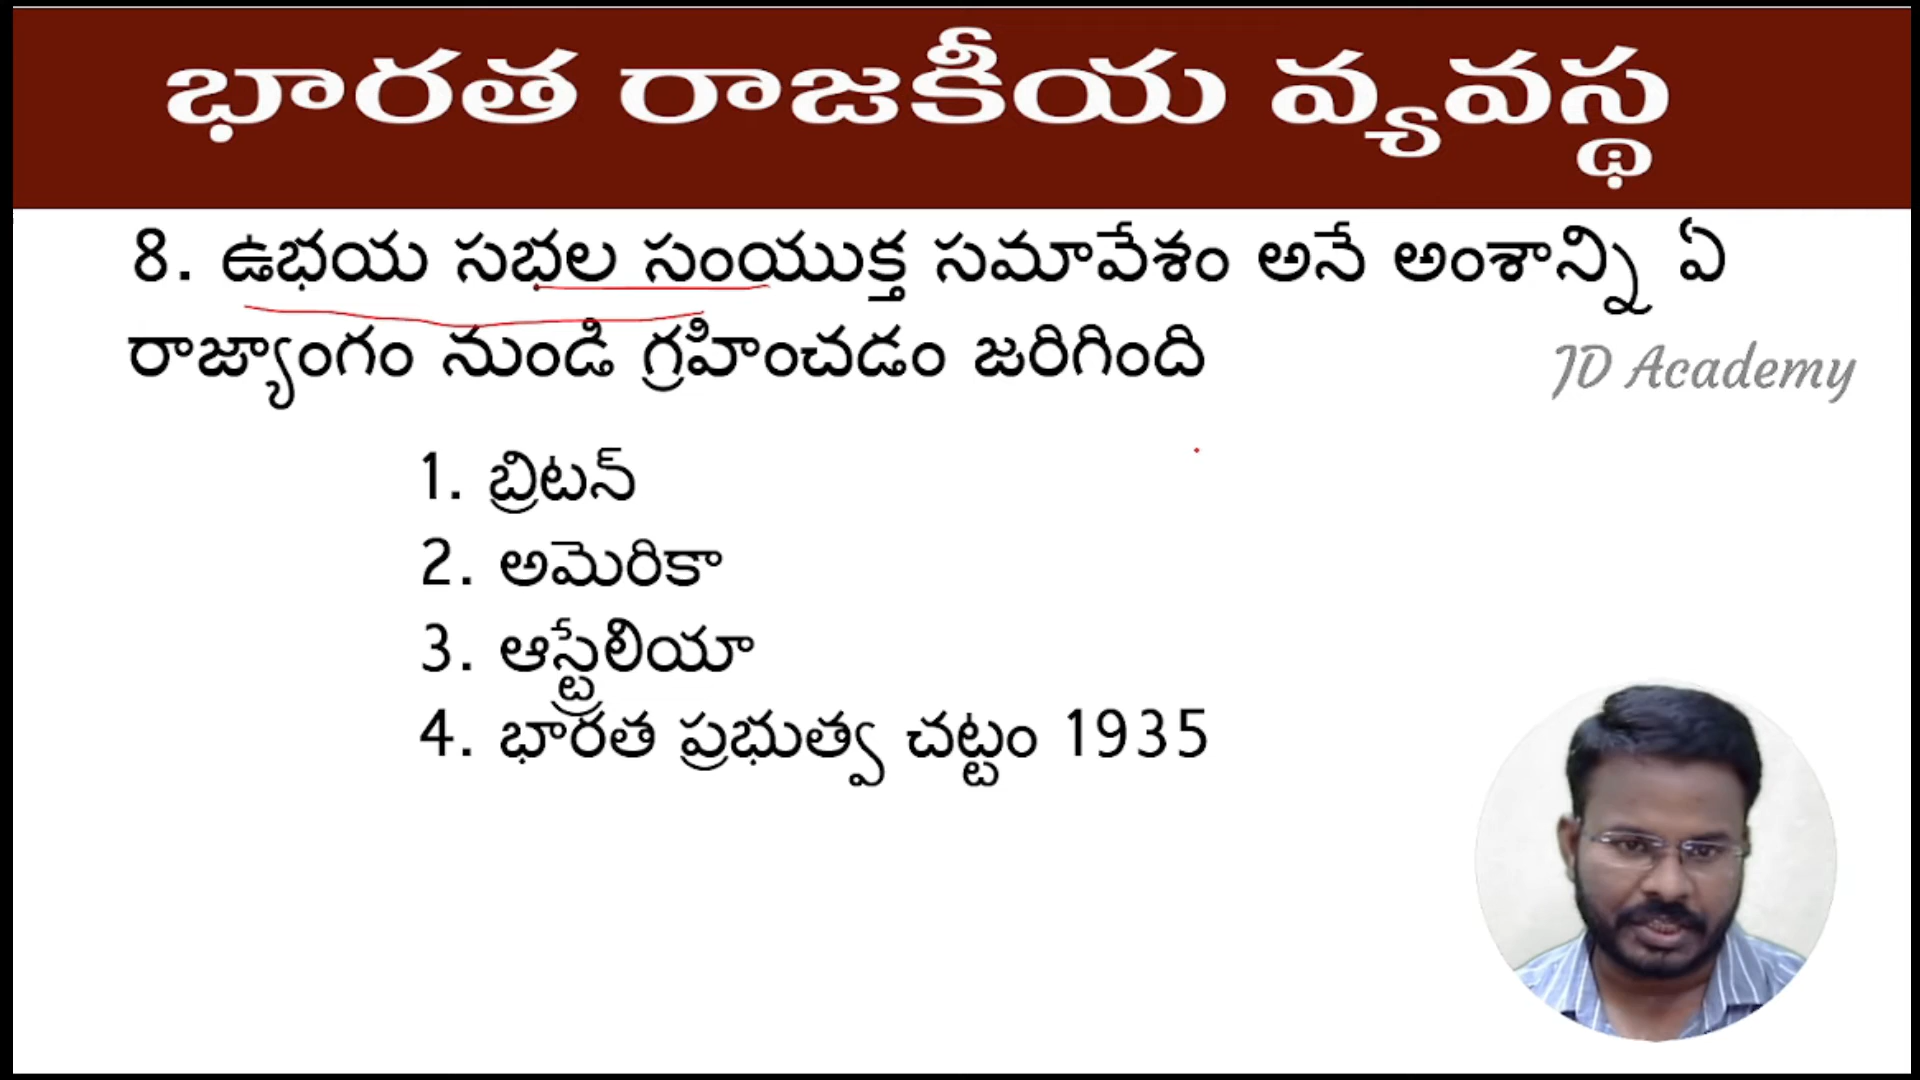 భారత రాజకీయ వ్యవస్థ
8. ఉభయ సభల సంయుక్త సమావేశం అనే అంశాన్ని ఏ
రాజ్యాంగం నుండి గ్రహించడం జరిగింది
JD Academy
1. బ్రిటన్
2. అమెరికా
3. ఆస్ట్రేలియా
4. భారత ప్రభుత్వ చట్టం 1935